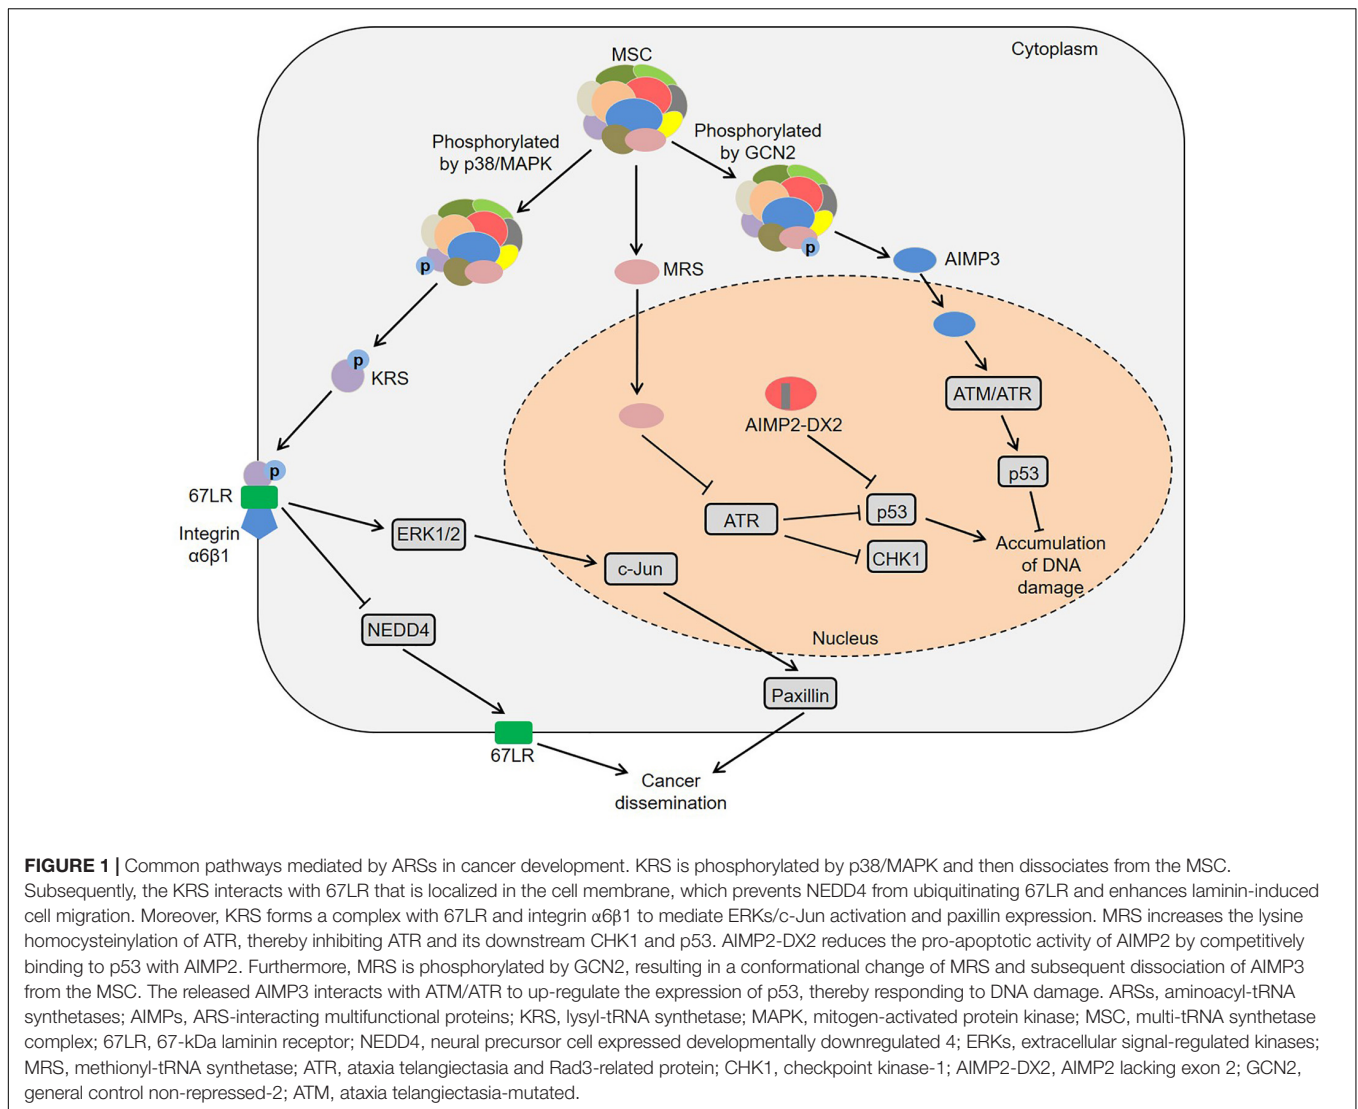 Cytoplasm
MSC
Phosphorylated
by p38/MAPK
Phosphorylated
by GCN2
p
p
AIMP3
MRS
p
KRS
ATM/ATR
AIMP2-DX2
p
67LR
Integrin
α6β1
p53
ERK1/2
ATR
p53
CHK1
Accumulation
of DNA
damage
c-Jun
NEDD4
Nucleus
Paxillin
67LR
Cancer
dissemination
FIGURE 1 | Common pathways mediated by ARSs in cancer development. KRS is phosphorylated by p38/MAPK and then dissociates from the MSC.
Subsequently, the KRS interacts with 67LR that is localized in the cell membrane, which prevents NEDD4 from ubiquitinating 67LR and enhances laminin-induced
cell migration. Moreover, KRS forms a complex with 67LR and integrin α6β1 to mediate ERKs/c-Jun activation and paxillin expression. MRS increases the lysine
homocysteinylation of ATR, thereby inhibiting ATR and its downstream CHK1 and p53. AIMP2-DX2 reduces the pro-apoptotic activity of AIMP2 by competitively
binding to p53 with AIMP2. Furthermore, MRS is phosphorylated by GCN2, resulting in a conformational change of MRS and subsequent dissociation of AIMP3
from the MSC. The released AIMP3 interacts with ATM/ATR to up-regulate the expression of p53, thereby responding to DNA damage. ARSs, aminoacyl-tRNA
synthetases; AIMPs, ARS-interacting multifunctional proteins; KRS, lysyl-tRNA synthetase; MAPK, mitogen-activated protein kinase; MSC, multi-tRNA synthetase
complex; 67LR, 67-kDa laminin receptor; NEDD4, neural precursor cell expressed developmentally downregulated 4; ERKs, extracellular signal-regulated kinases;
MRS, methionyl-tRNA synthetase; ATR, ataxia telangiectasia and Rad3-related protein; CHK1, checkpoint kinase-1; AIMP2-DX2, AIMP2 lacking exon 2; GCN2,
general control non-repressed-2; ATM, ataxia telangiectasia-mutated.